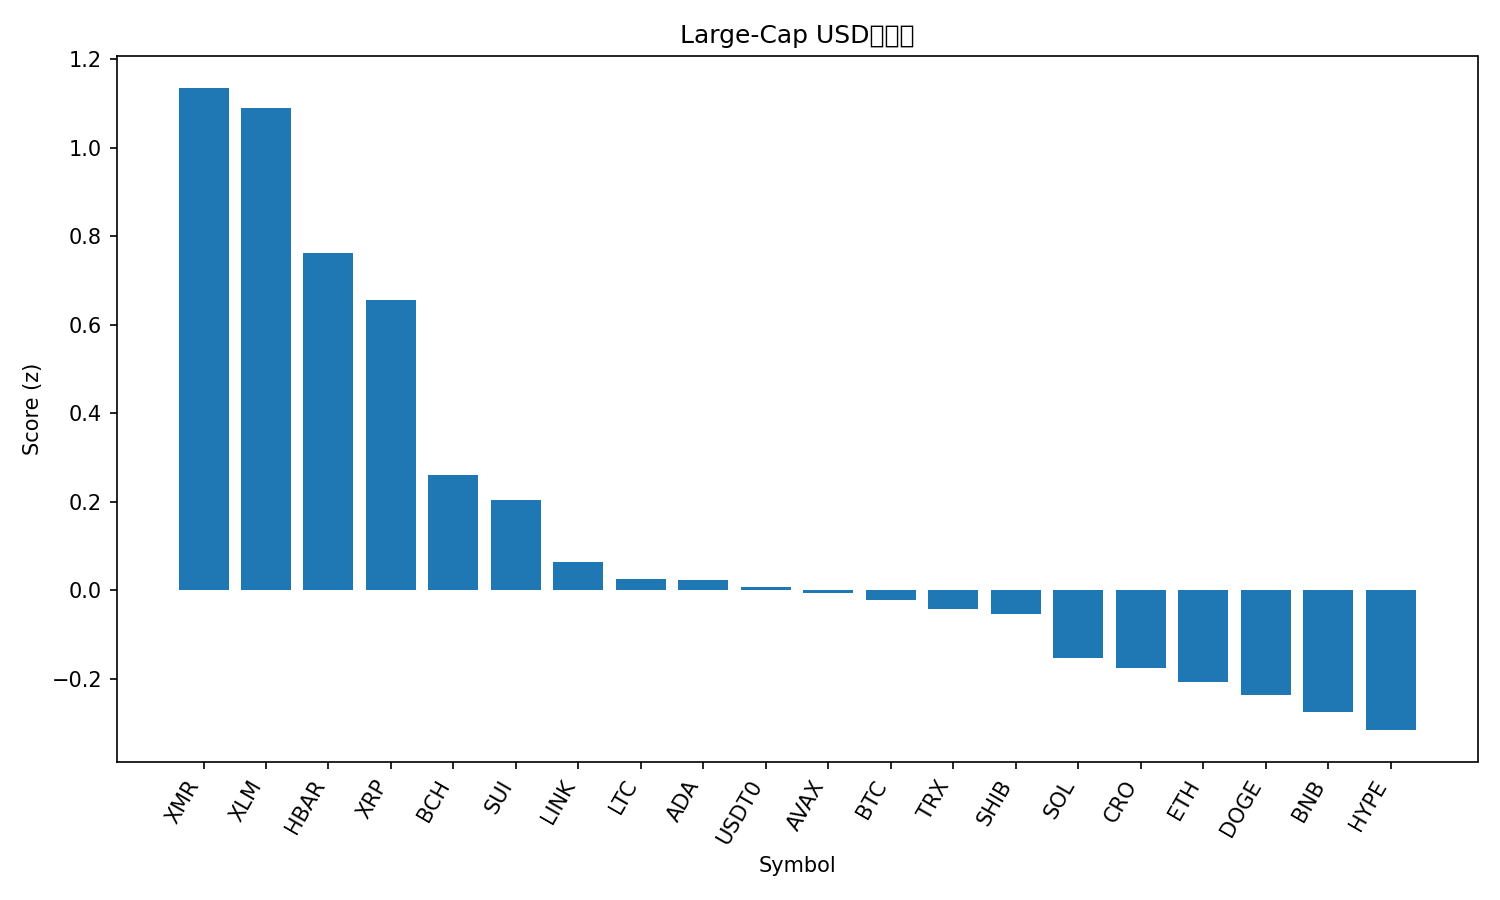 Large-Cap USD
1.2
1.0
0.8
0.6
0.4
0.2
0.0
−0.2
Score (z)
XMR
XLM
HBAR
XRP
BCH
SUI
LINK
LTC
ADA
USDT0
AVAX
BTC
TRX
SHIB
SOL
CRO
ETH
DOGE
BNB
HYPE
Symbol